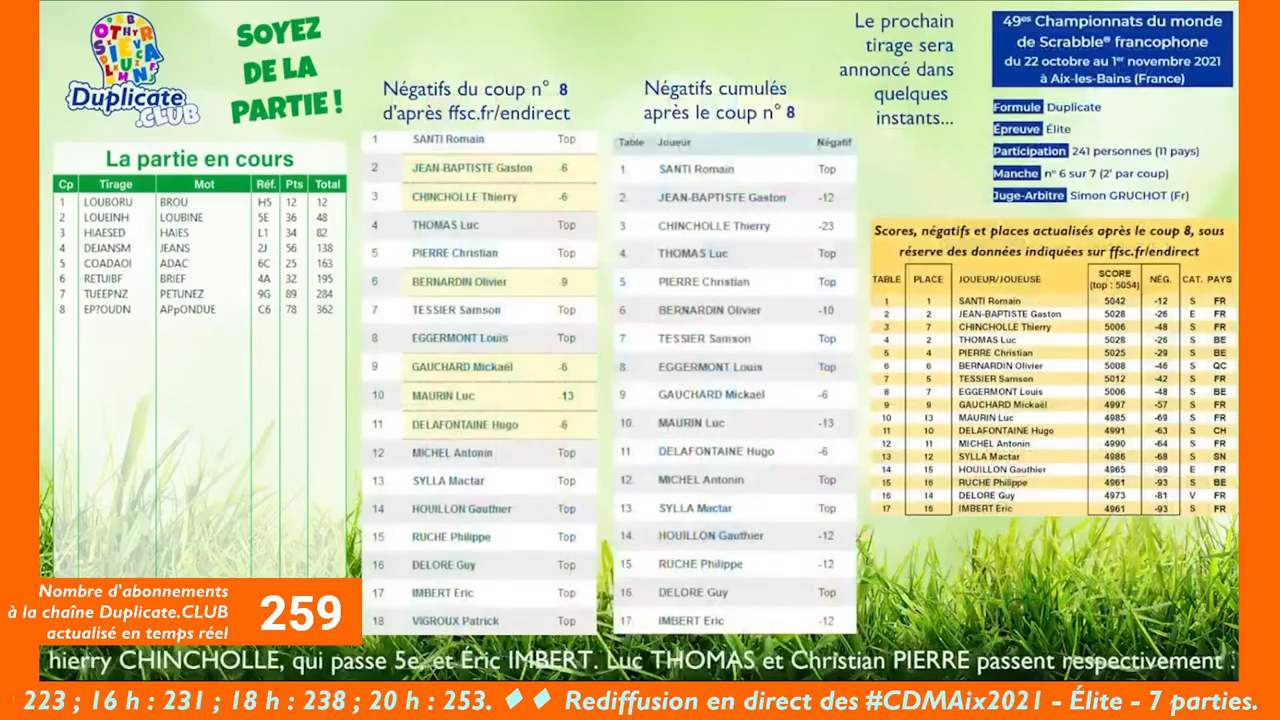 Duplicate
.CLUB
SOYEZ
DE LA
PARTIE !
La partie en cours
Cp Tirage Mot Réf. Pts Total
1 LOUBORU BROU H5 12 12
2 LOUEINH LOUBINE 5E 36 48
3 HIAESED HAIES L1 34 82
4 DEJANSM JEANS 2J 56 138
5 COADAOI ADAC 6C 25 163
6 RETUIBF BRIEF 4A 32 195
7 TUEEPNZ PETUNEZ 9G 89 284
8 EP?OUDN APpONDUE C6 78 362
Négatifs du coup n° 8
d'après ffsc.fr/endirect
1 SANTI Romain Top
2 JEAN-BAPTISTE Gaston -6
3 CHINCHOLLE Thierry -6
4 THOMAS Luc Top
5 PIERRE Christian Top
6 BERNARDIN Olivier -9
7 TESSIER Samson Top
8 EGGERMONT Louis Top
9 GAUCHARD Mickaël -6
10 MAURIN Luc -13
11 DELAFONTAINE Hugo -6
12 MICHEL Antonin Top
13 SYLLA Mactar Top
14 HOUILLON Gauthier Top
15 RUCHE Philippe Top
16 DELORE Guy Top
17 IMBERT Eric Top
18 VIGROUX Patrick Top
Négatifs cumulés
après le coup n° 8
Table Joueur Négatif
1. SANTI Romain Top
2. JEAN-BAPTISTE Gaston -12
3 CHINCHOLLE Thierry -23
4. THOMAS Luc Top
5. PIERRE Christian Top
6 BERNARDIN Olivier -10
7. TESSIER Samson Top
8. EGGERMONT Louis Top
9. GAUCHARD Mickaël -6
10. MAURIN Luc -13
11 DELAFONTAINE Hugo -6
12. MICHEL Antonin Top
13. SYLLA Mactar Top
14. HOUILLON Gauthier -12
15 RUCHE Philippe -12
16. DELORE Guy Top
17. IMBERT Eric -12
Le prochain
tirage sera
annoncé dans
quelques
instants...
49es Championnats du monde
de Scrabble® francophone
du 22 octobre au 1er novembre 2021
à Aix-les-Bains (France)
Formule Duplicate
Épreuve Élite
Participation 241 personnes (11 pays)
Manche n° 6 sur 7 (2' par coup)
Juge-Arbitre Simon GRUCHOT (Fr)
Scores, négatifs et places actualisés après le coup 8, sous
réserve des données indiquées sur ffsc.fr/endirect
TABLE PLACE JOUEUR/JOUEUSE SCORE (top : 5054) NÉG. CAT. PAYS
1 1 SANTI Romain 5042 -12 S FR
2 2 JEAN-BAPTISTE Gaston 5028 -26 E FR
3 7 CHINCHOLLE Thierry 5006 -48 S FR
4 2 THOMAS Luc 5028 -26 S BE
5 4 PIERRE Christian 5025 -29 S BE
6 6 BERNARDIN Olivier 5008 -46 S QC
7 5 TESSIER Samson 5012 -42 S FR
8 7 EGGERMONT Louis 5006 -48 S BE
9 9 GAUCHARD Mickaël 4997 -57 S FR
10 13 MAURIN Luc 4985 -69 S FR
11 10 DELAFONTAINE Hugo 4991 -63 S CH
12 11 MICHEL Antonin 4990 -64 S FR
13 12 SYLLA Mactar 4986 -68 S SN
14 15 HOUILLON Gauthier 4965 -89 E FR
15 16 RUCHE Philippe 4961 -93 S BE
16 14 DELORE Guy 4973 -81 V FR
17 16 IMBERT Eric 4961 -93 S FR
Nombre d'abonnements
à la chaîne Duplicate.CLUB
actualisé en temps réel
259
hierry CHINCHOLLE, qui passe 5e, et Éric IMBERT. Luc THOMAS et Christian PIERRE passent respectivement
223 ; 16 h : 231 ; 18 h : 238 ; 20 h : 253. ♦♦ Rediffusion en direct des #CDMAix2021 - Élite - 7 parties.